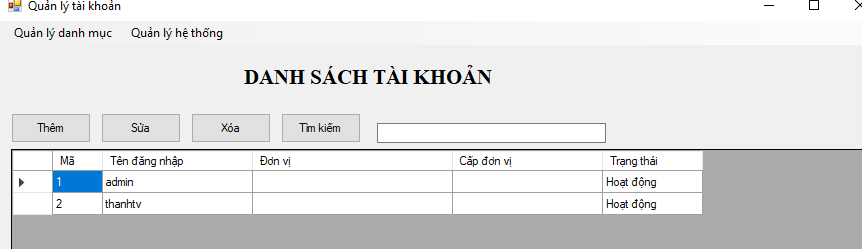 Quản lý tài khoản
Quản lý danh mục Quản lý hệ thống
DANH SÁCH TÀI KHOẢN
Thêm Sửa Xóa Tìm kiếm
Mã Tên đăng nhập Đơn vị Cấp đơn vị Trạng thái
1 admin Hoạt động
2 thanhtv Hoạt động